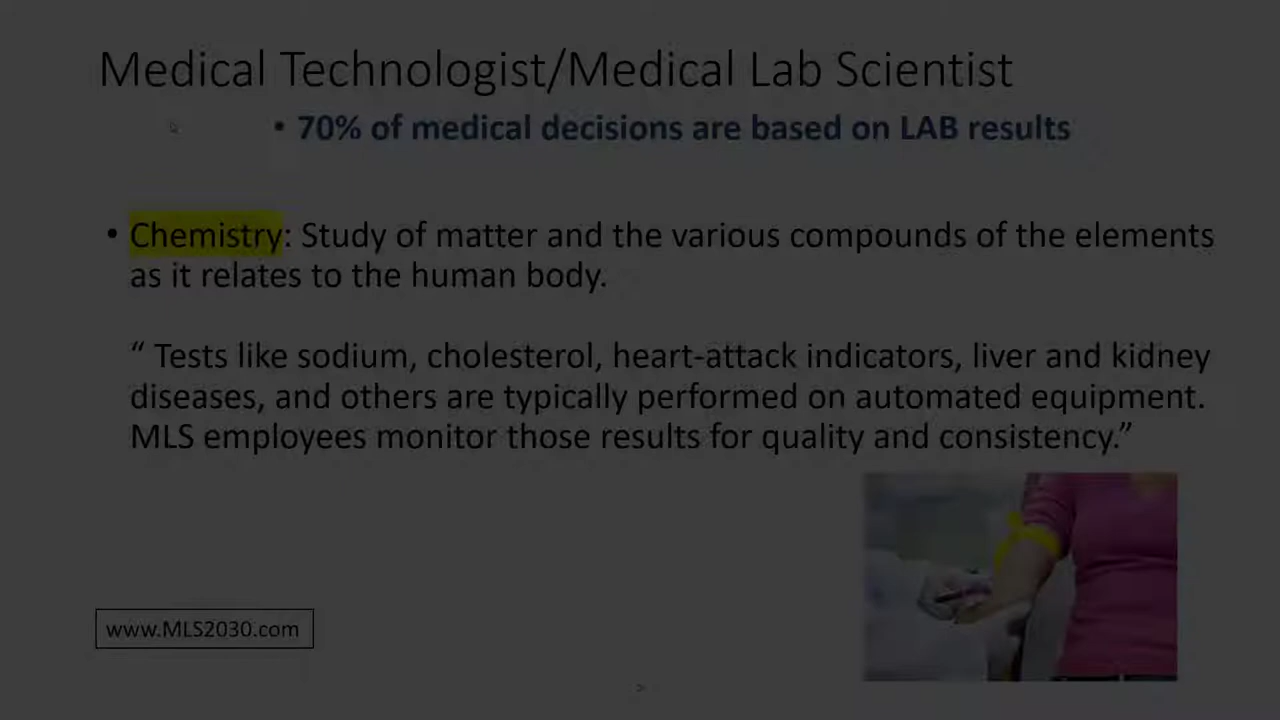 Medical Technologist/Medical Lab Scientist
• 70% of medical decisions are based on LAB results
• Chemistry: Study of matter and the various compounds of the elements
as it relates to the human body.
“ Tests like sodium, cholesterol, heart-attack indicators, liver and kidney
diseases, and others are typically performed on automated equipment.
MLS employees monitor those results for quality and consistency.”
www.MLS2030.com